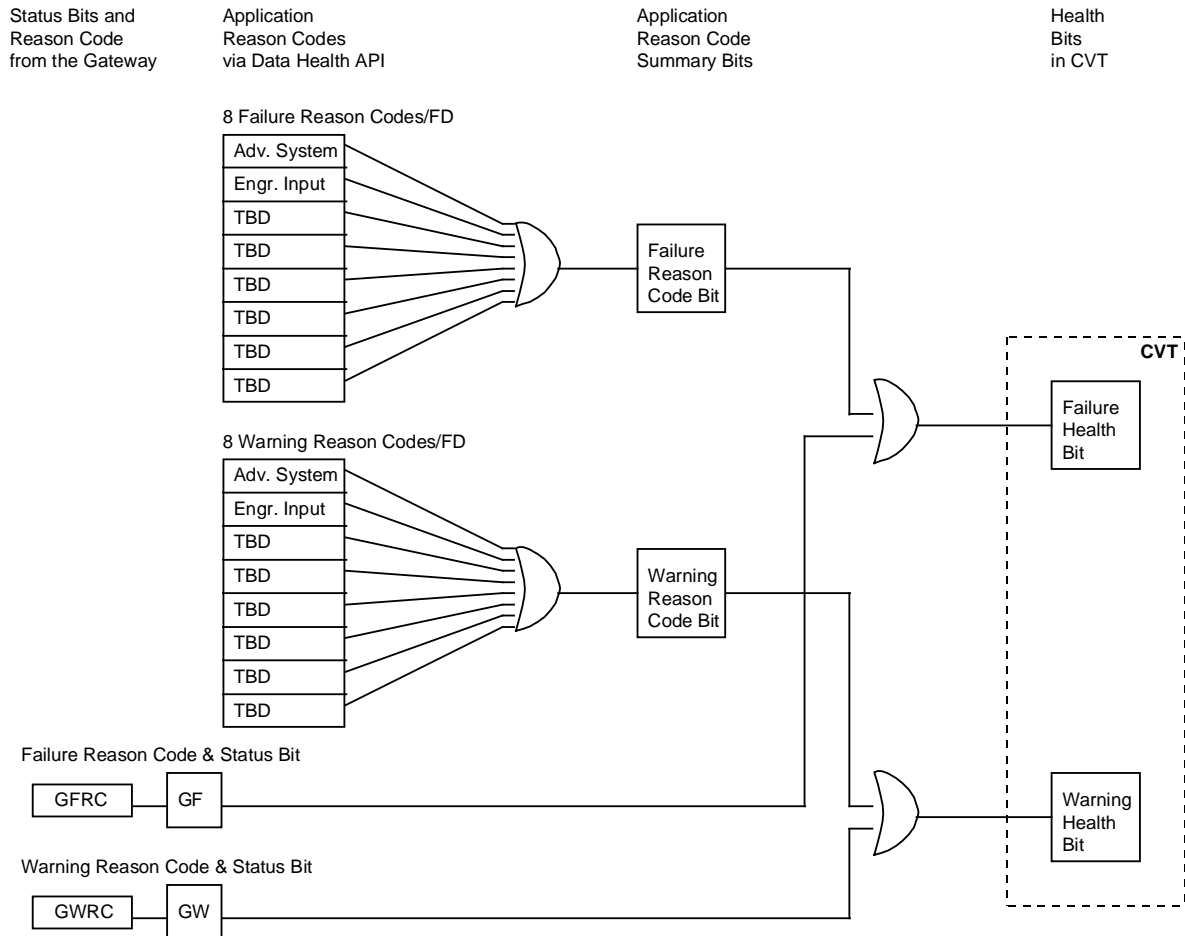 Status Bits and
Reason Code
from the Gateway
Application
Reason Codes
via Data Health API
Application
Reason Code
Summary Bits
Health
Bits
in CVT
8 Failure Reason Codes/FD
Adv. System
Engr. Input
TBD
TBD
TBD
TBD
TBD
TBD
Failure
Reason
Code Bit
CVT
Failure
Health
Bit
8 Warning Reason Codes/FD
Adv. System
Engr. Input
TBD
TBD
TBD
TBD
TBD
TBD
Warning
Reason
Code Bit
Failure Reason Code & Status Bit
GFRC
GF
Warning
Health
Bit
Warning Reason Code & Status Bit
GWRC
GW